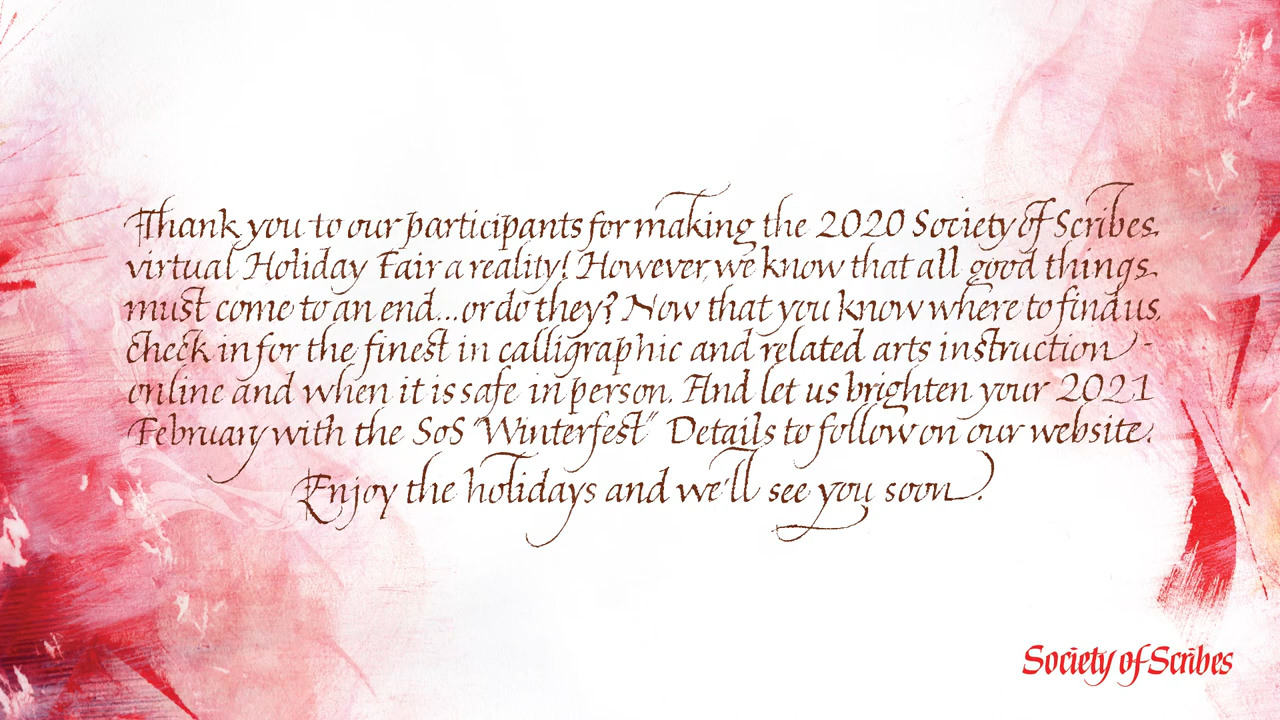 Thank you to our participants for making the 2020 Society of Scribes
virtual Holiday Fair a reality! However, we know that all good things
must come to an end...or do they? Now that you know where to find us,
check in for the finest in calligraphic and related arts instruction -
online and when it is safe in person. And let us brighten your 2021
February with the SoS "Winterfest" Details to follow on our website.
Enjoy the holidays and we'll see you soon.
Society of Scribes